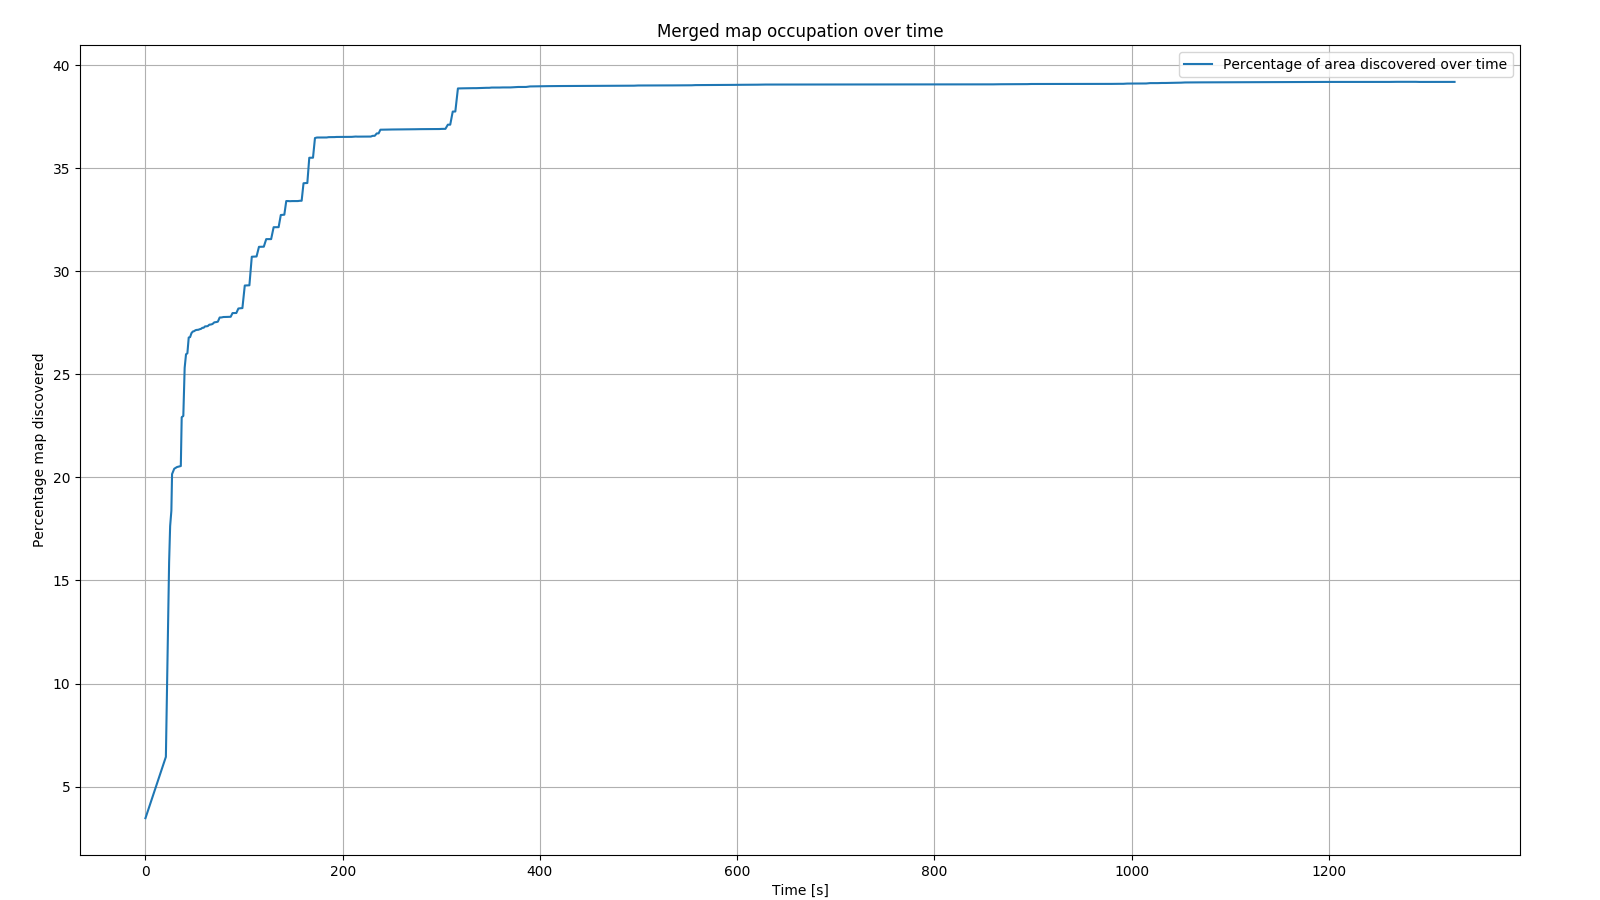 Merged map occupation over time
Percentage of area discovered over time
Percentage map discovered
40
35
30
25
20
15
10
5
0 200 400 600 800 1000 1200
Time [s]